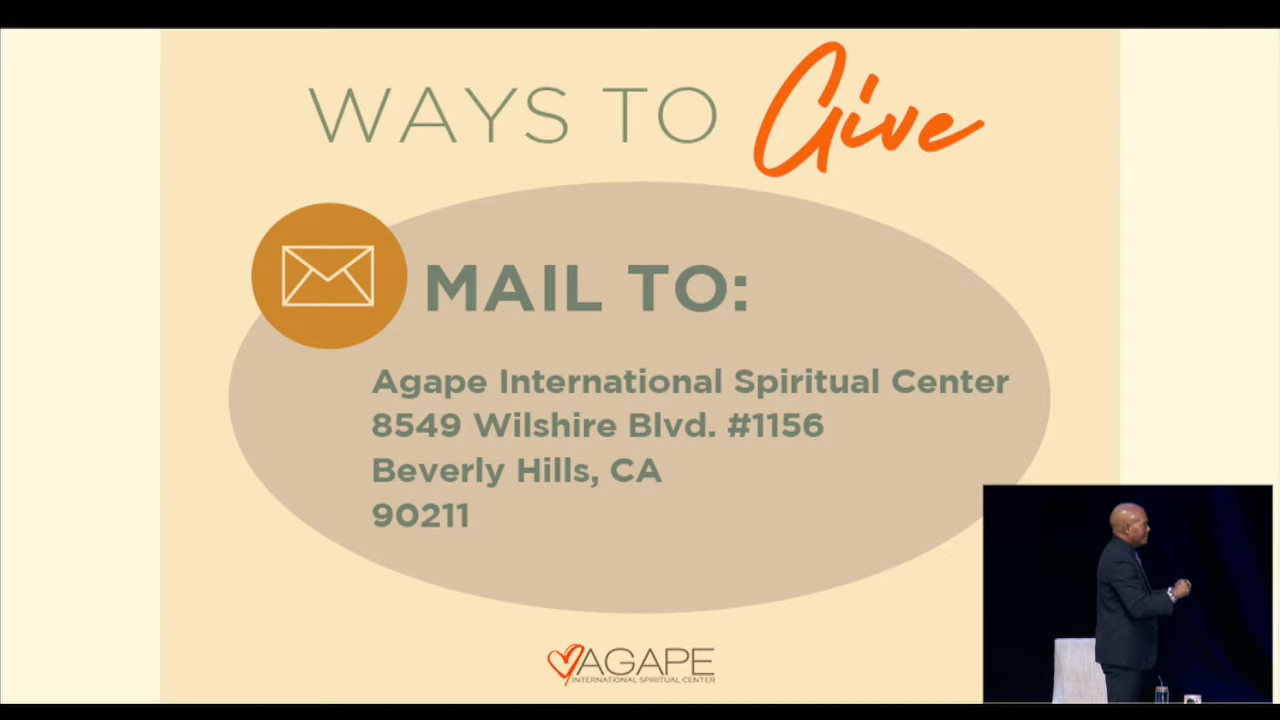 WAYS TO Give
MAIL TO:
Agape International Spiritual Center
8549 Wilshire Blvd. #1156
Beverly Hills, CA
90211
AGAPE
INTERNATIONAL SPIRITUAL CENTER